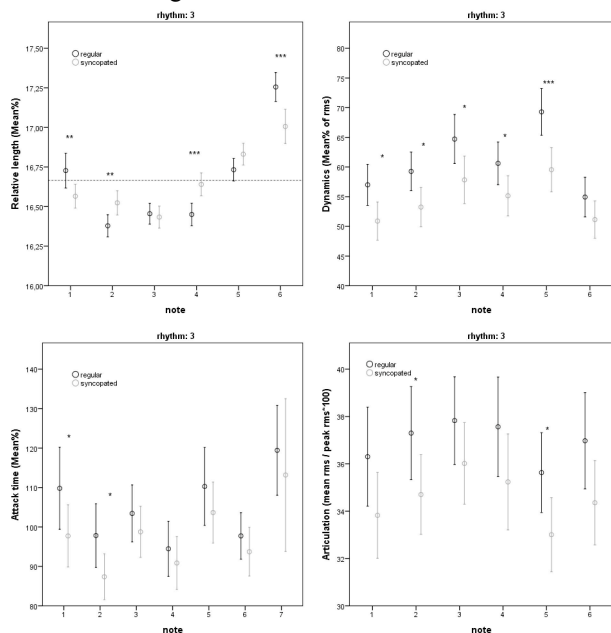 rhythm: 3
regular
syncopated
Relative length (Mean%)
17,50
17,25
17,00
16,75
16,50
16,25
16,00
**
**
***
***
1 2 3 4 5 6
note
rhythm: 3
regular
syncopated
Dynamics (Mean% of rms)
80
75
70
65
60
55
50
45
40
*
*
*
*
***
1 2 3 4 5 6
note
rhythm: 3
regular
syncopated
Attack time (Mean%)
140
130
120
110
100
90
80
*
*
1 2 3 4 5 6 7
note
rhythm: 3
regular
syncopated
Articulation (mean rms / peak rms*100)
40
38
36
34
32
30
*
*
1 2 3 4 5 6
note